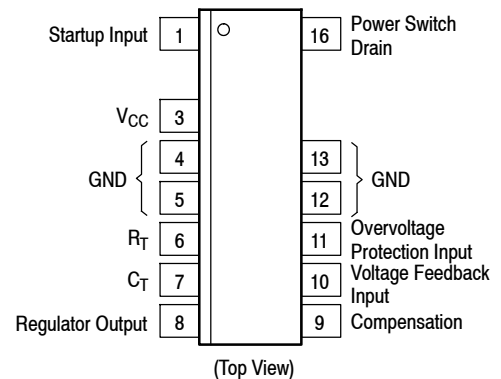 Startup Input 1 16 Power Switch
Drain
VCC 3
4 13
GND GND
5 12
RT 6 11 Overvoltage
Protection Input
CT 7 10 Voltage Feedback
Input
Regulator Output 8 9 Compensation
(Top View)